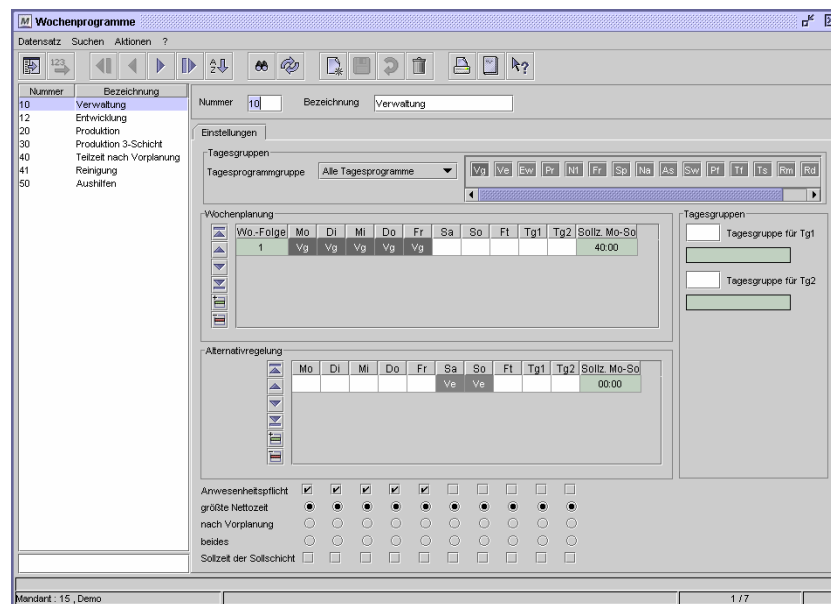 Wochenprogramme
Datensatz Suchen Aktionen ?
Nummer Bezeichnung
10 Verwaltung
12 Entwicklung
20 Produktion
30 Produktion 3-Schicht
40 Teilzeit nach Vorplanung
41 Reinigung
50 Aushilfen
Nummer 10 Bezeichnung Verwaltung
Einstellungen
Tagesgruppen
Tagesprogrammgruppe Alle Tagesprogramme Vg Ve Ew Pr N1 Fr Sp Na As Sw Pf Tf Ts Rm Rd
Wochenplanung
Wo.-Folge Mo Di Mi Do Fr Sa So Ft Tg1 Tg2 Sollz. Mo-So
1 Vg Vg Vg Vg Vg 40:00
Tagesgruppen
Tagesgruppe für Tg1
Tagesgruppe für Tg2
Alternativregelung
Mo Di Mi Do Fr Sa So Ft Tg1 Tg2 Sollz. Mo-So
Ve Ve 00:00
Anwesenheitspflicht
größte Nettozeit
nach Vorplanung
beides
Sollzeit der Sollschicht
Mandant : 15 , Demo 1 / 7